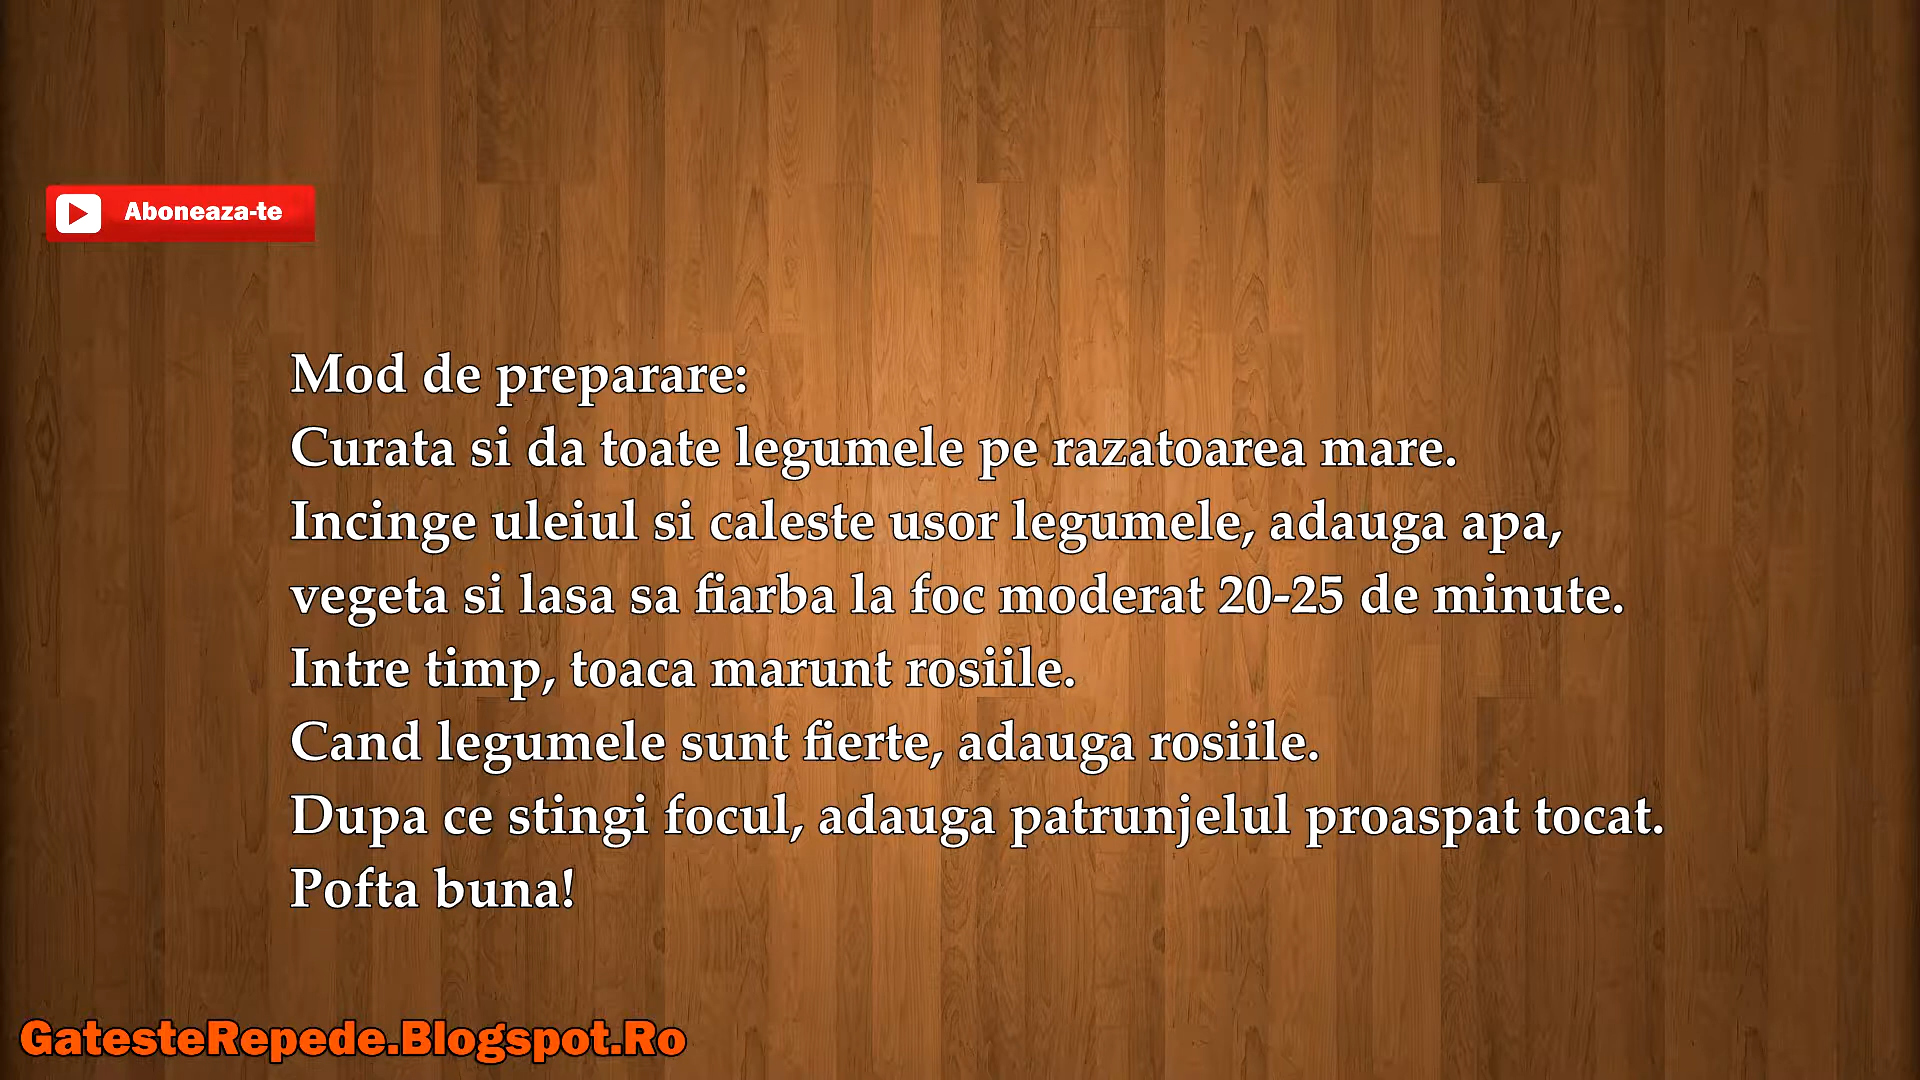 Aboneaza-te
Mod de preparare:
Curata si da toate legumele pe razatoarea mare.
Incinge uleiul si caleste usor legumele, adauga apa,
vegeta si lasa sa fiarba la foc moderat 20-25 de minute.
Intre timp, toaca marunt rosiile.
Cand legumele sunt fierte, adauga rosiile.
Dupa ce stingi focul, adauga patrunjelul proaspat tocat.
Pofta buna!
GatesteRepede.Blogspot.Ro